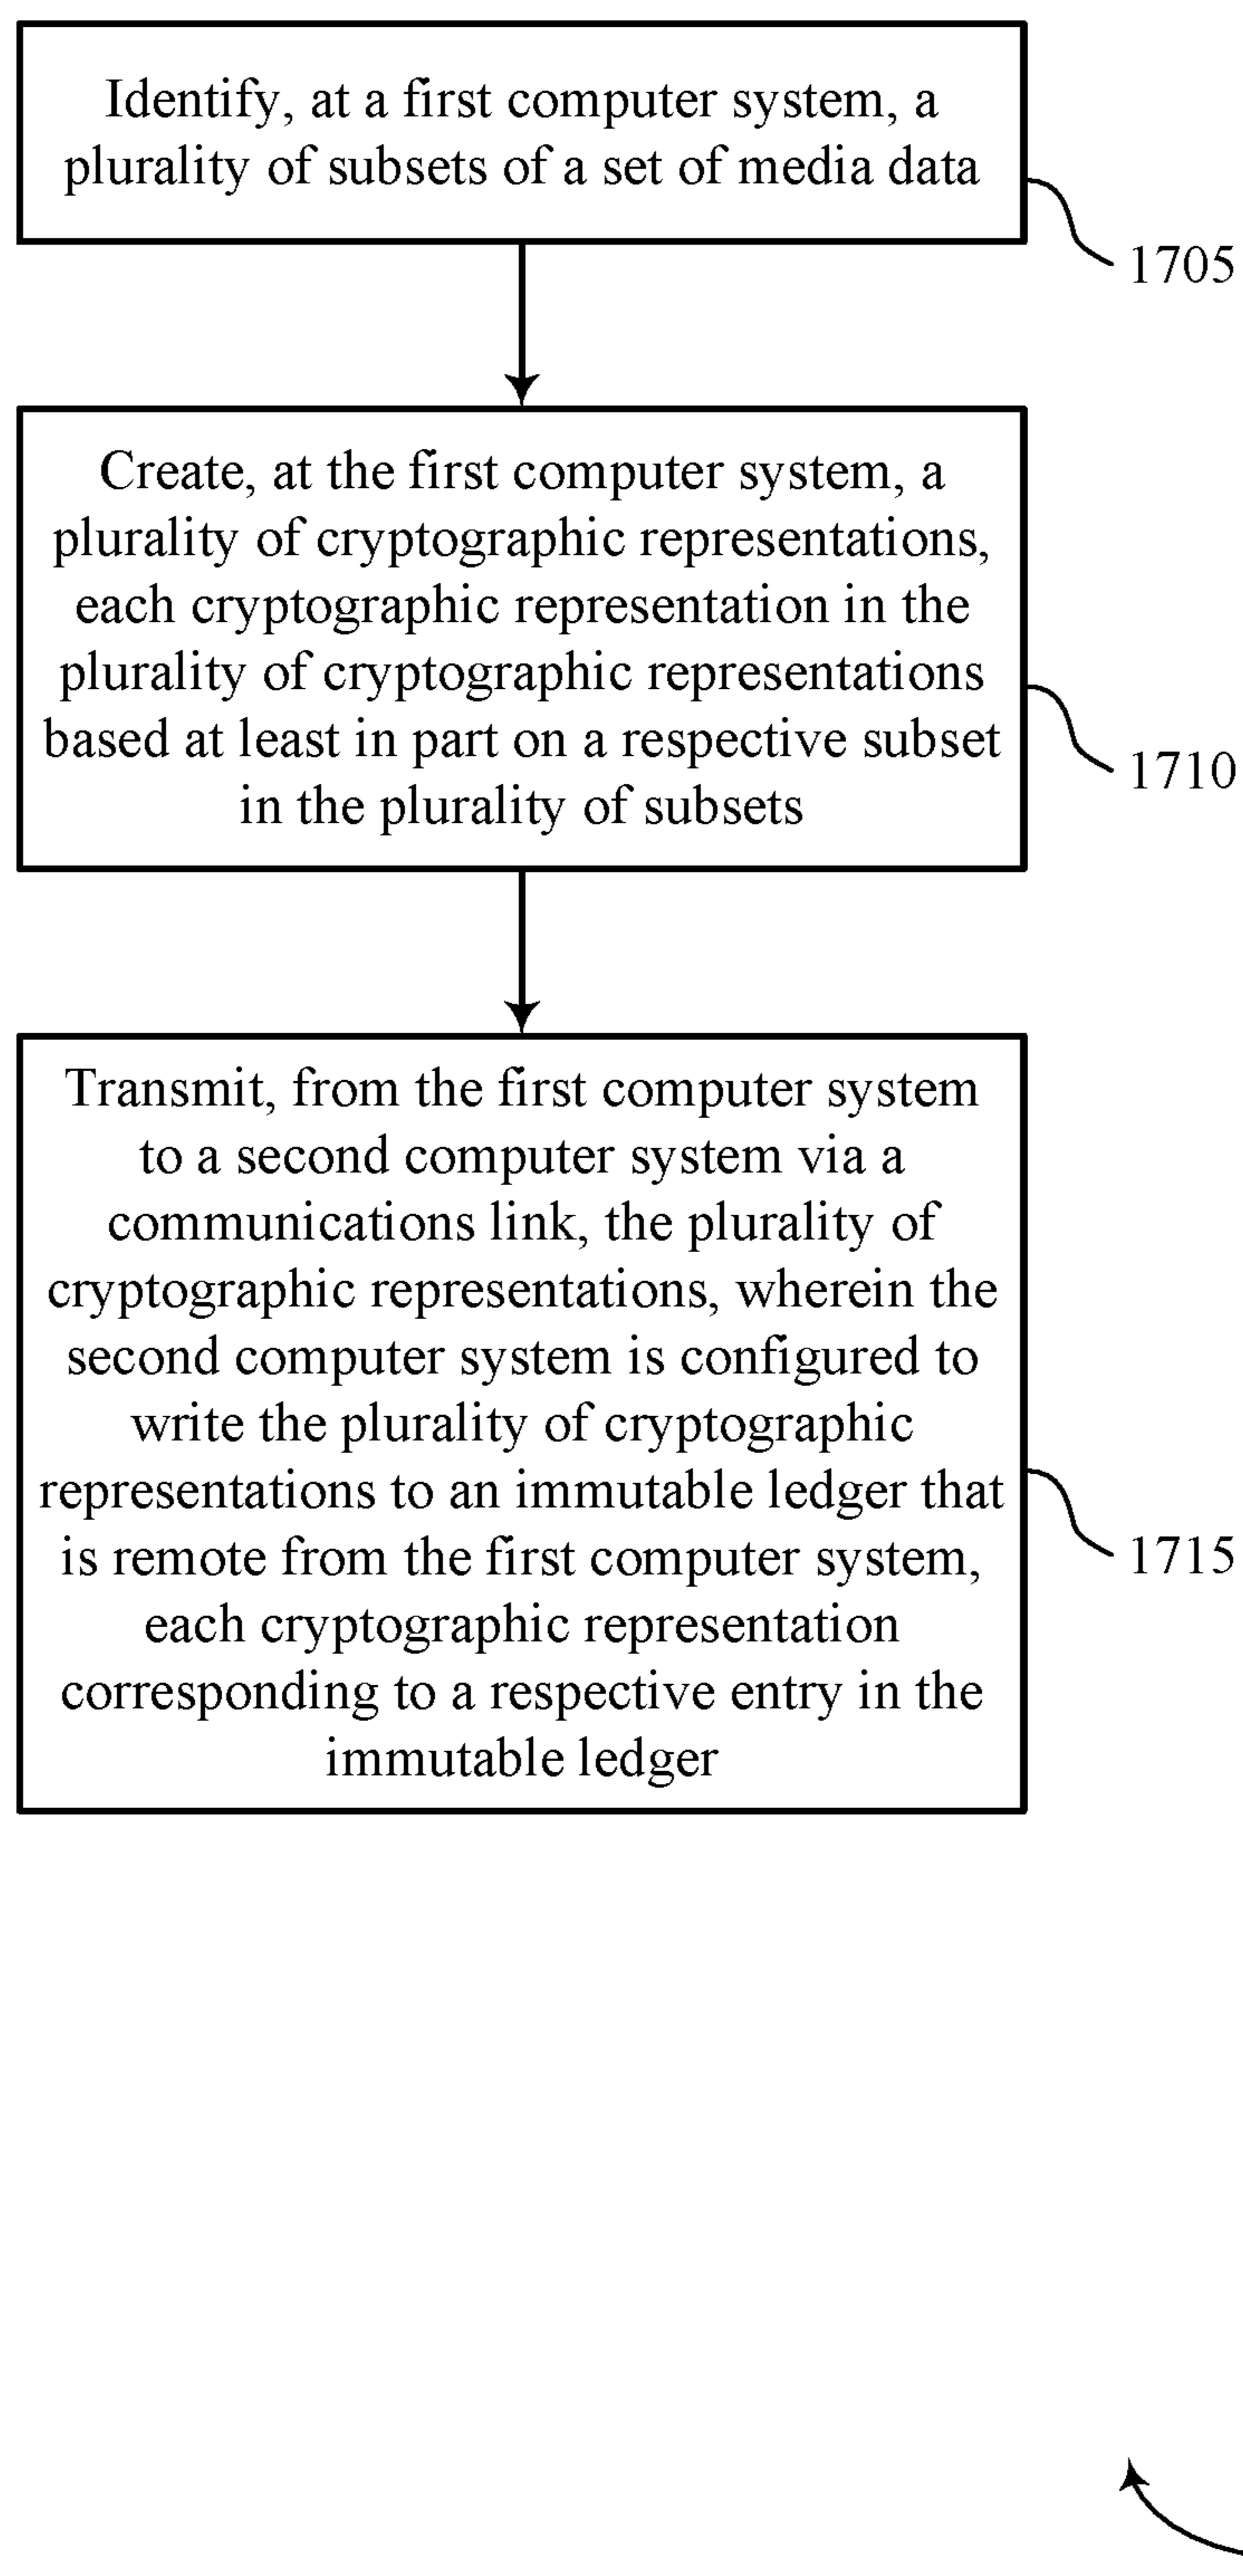 Identify, at a first computer system, a
plurality of subsets of a set of media data
1705
Create, at the first computer system, a
plurality of cryptographic representations,
each cryptographic representation in the
plurality of cryptographic representations
based at least in part on a respective subset
in the plurality of subsets
1710
Transmit, from the first computer system
to a second computer system via a
communications link, the plurality of
cryptographic representations, wherein the
second computer system is configured to
write the plurality of cryptographic
representations to an immutable ledger that
is remote from the first computer system,
each cryptographic representation
corresponding to a respective entry in the
immutable ledger
1715